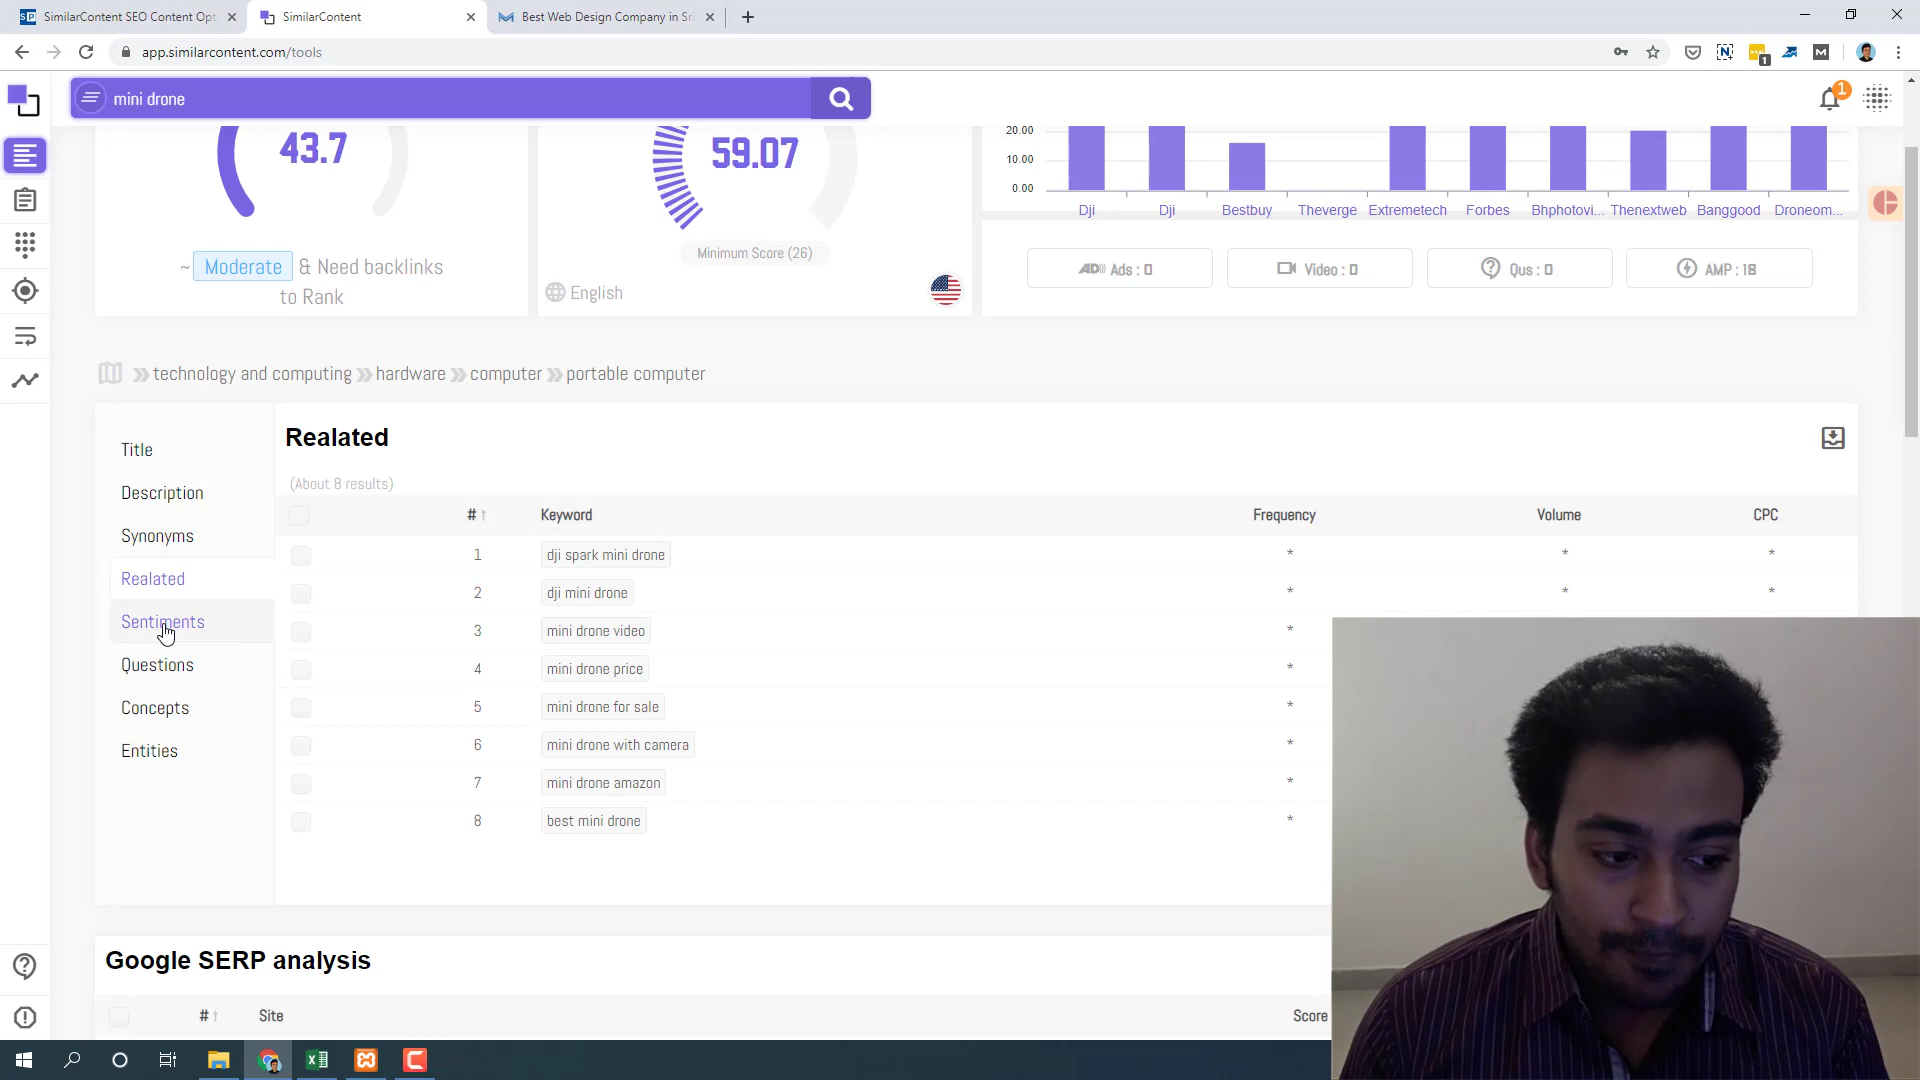 SimilarContent SEO Content Opt
SimilarContent
Best Web Design Company in Sri
app.similarcontent.com/tools
1
mini drone
1
43.7
59.07
20.00
10.00
0.00
Dji
Dji
Bestbuy
Theverge
Extremetech
Forbes
Bhphotovi...
Thenextweb
Banggood
Droneom...
Minimum Score (26)
~ Moderate & Need backlinks
to Rank
English
AD Ads : 0
Video : 0
Qus : 0
AMP : 18
technology and computing
hardware
computer
portable computer
Title
Description
Synonyms
Realated
Sentiments
Questions
Concepts
Entities
Realated
(About 8 results)
# Keyword Frequency Volume CPC
1 dji spark mini drone * * *
2 dji mini drone * * *
3 mini drone video *
4 mini drone price *
5 mini drone for sale *
6 mini drone with camera *
7 mini drone amazon *
8 best mini drone *
Google SERP analysis
# Site Score